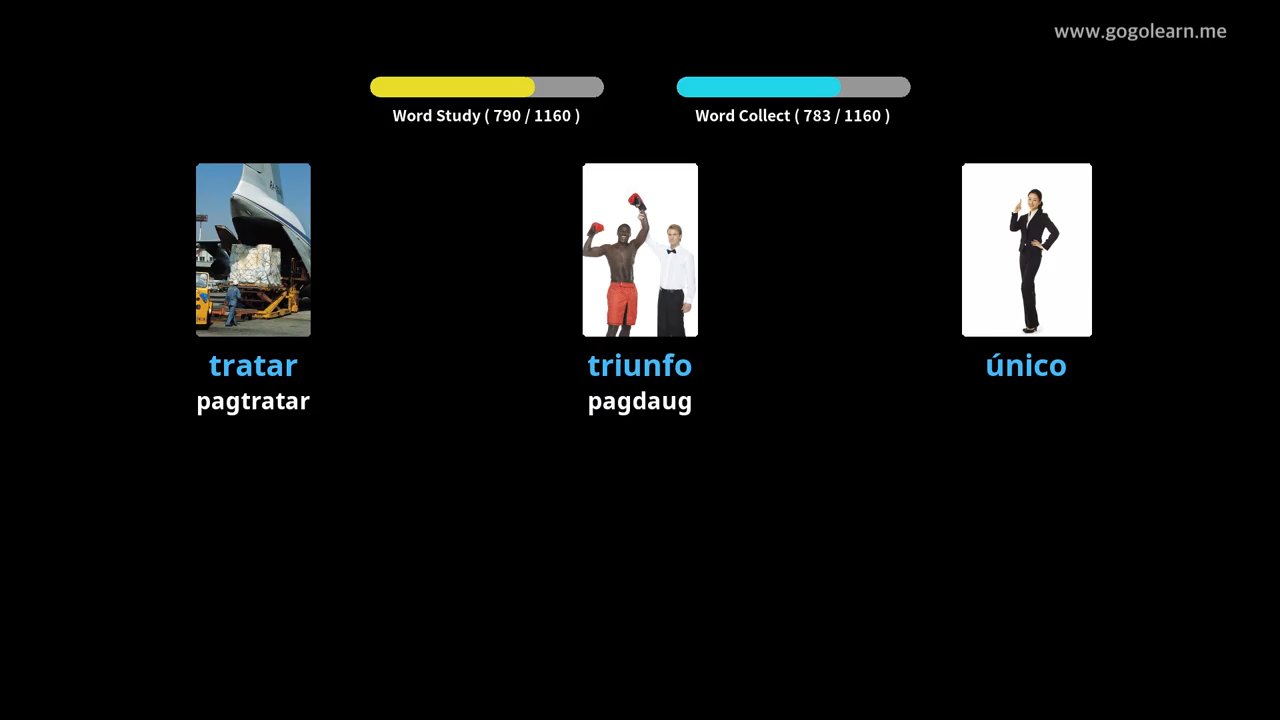 www.gogolearn.me
Word Study ( 790 / 1160 )
Word Collect ( 783 / 1160 )
tratar
pagtratar
triunfo
pagdaug
único